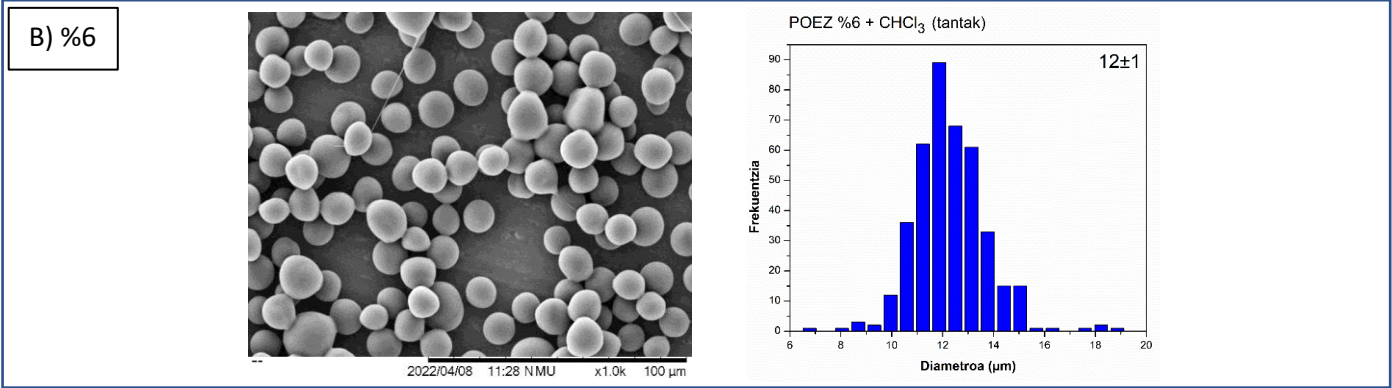 B) %6
2022/04/08 11:28 NMU x1.0k 100 µm
POEZ %6 + CHCl3 (tantak)
12±1
Frekuentzia
90
80
70
60
50
40
30
20
10
0
6 8 10 12 14 16 18 20
Diametroa (µm)